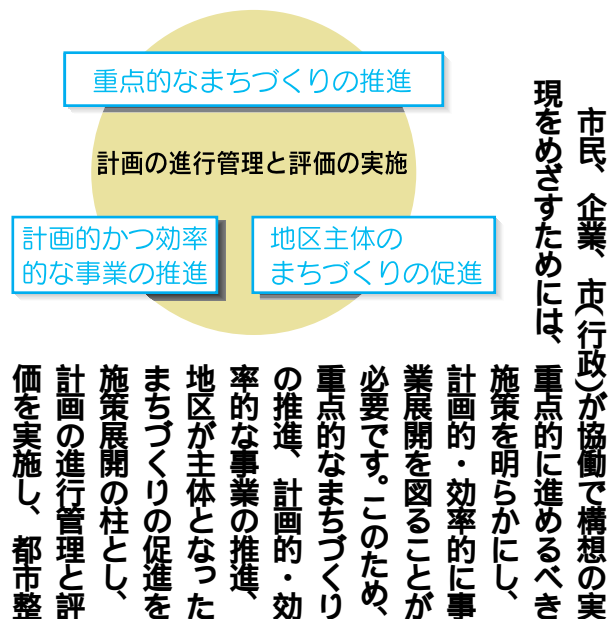 重点的なまちづくりの推進
計画の進行管理と評価の実施
計画的かつ効率
的な事業の推進
地区主体の
まちづくりの促進
市民、企業、市(行政)が協働で構想の実
現をめざすためには、重点的に進めるべき
施策を明らかにし、
計画的・効率的に事
業展開を図ることが
必要です。このため、
重点的なまちづくり
の推進、計画的・効
率的な事業の推進、
地区が主体となった
まちづくりの促進を
施策展開の柱とし、
計画の進行管理と評
価を実施し、都市整